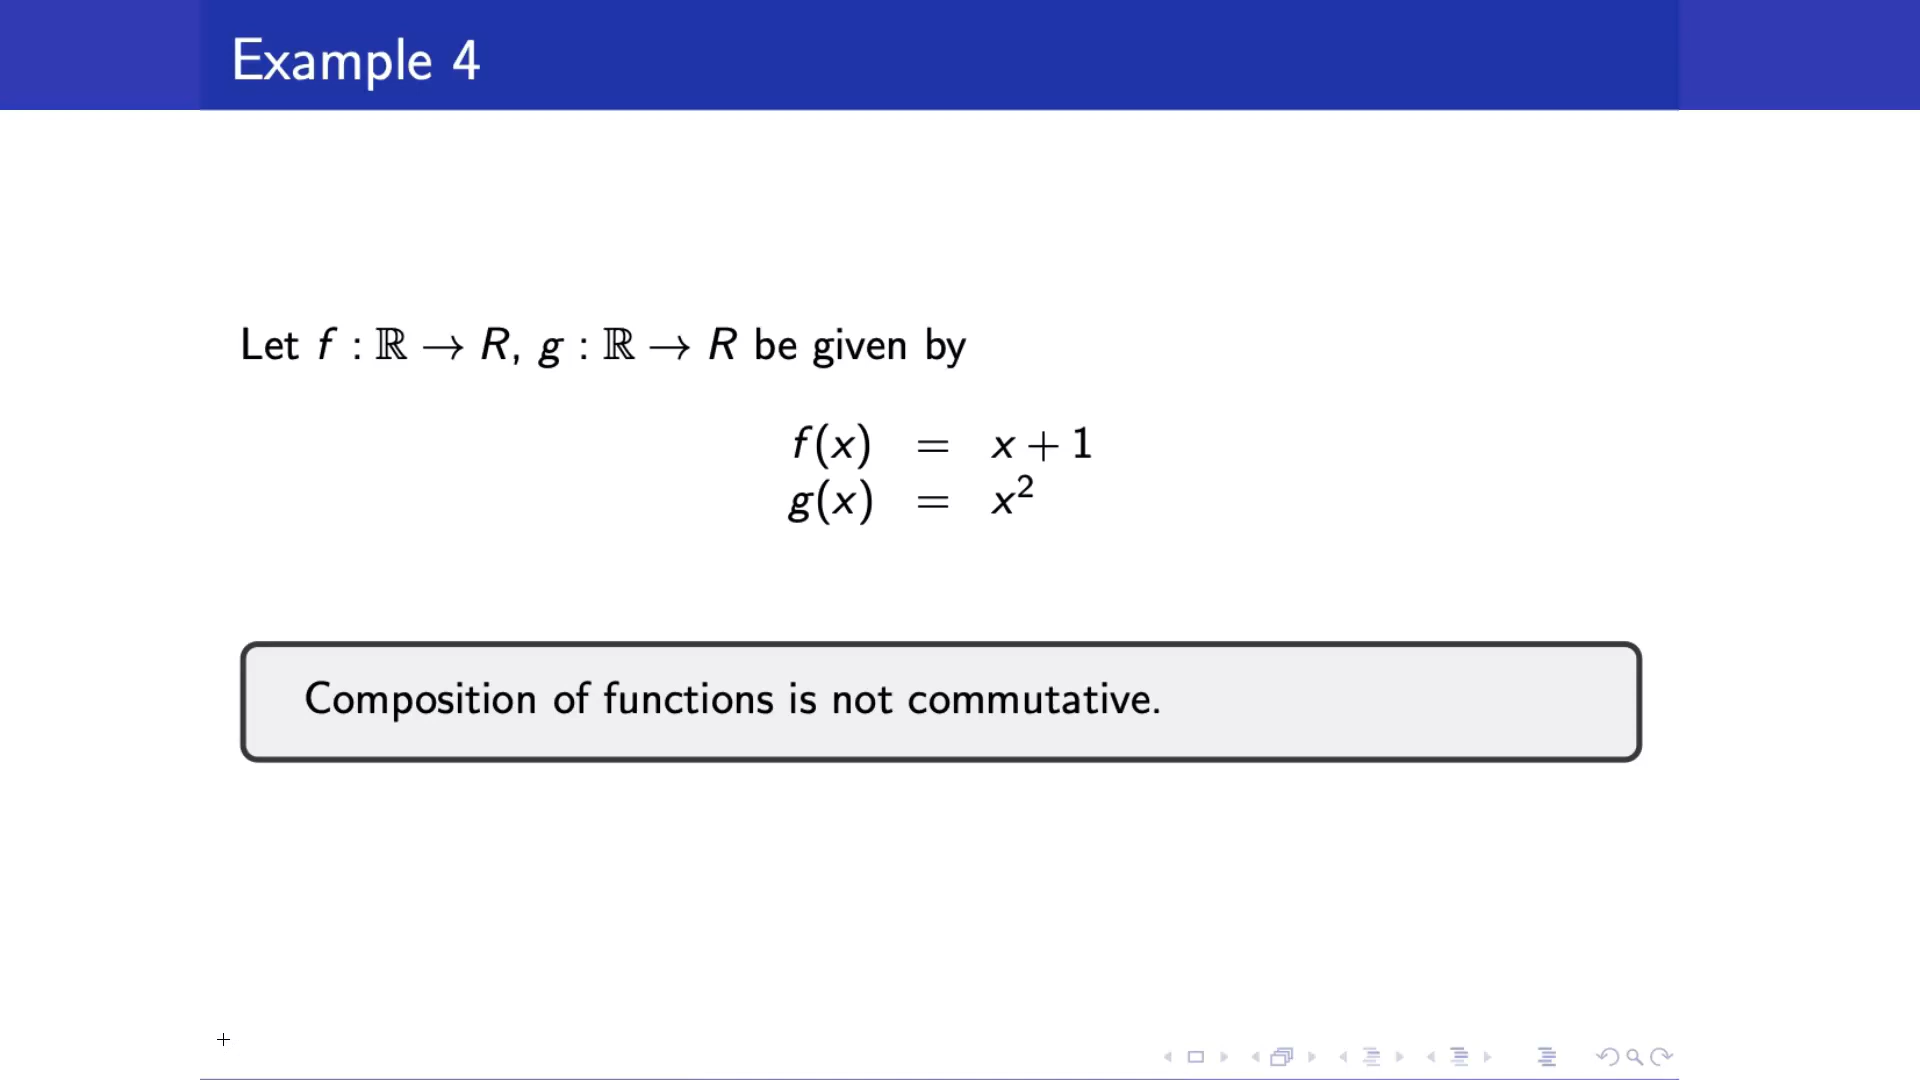 Example 4
Let f : ℝ → R, g : ℝ → R be given by
f(x) = x + 1
g(x) = x²
Composition of functions is not commutative.